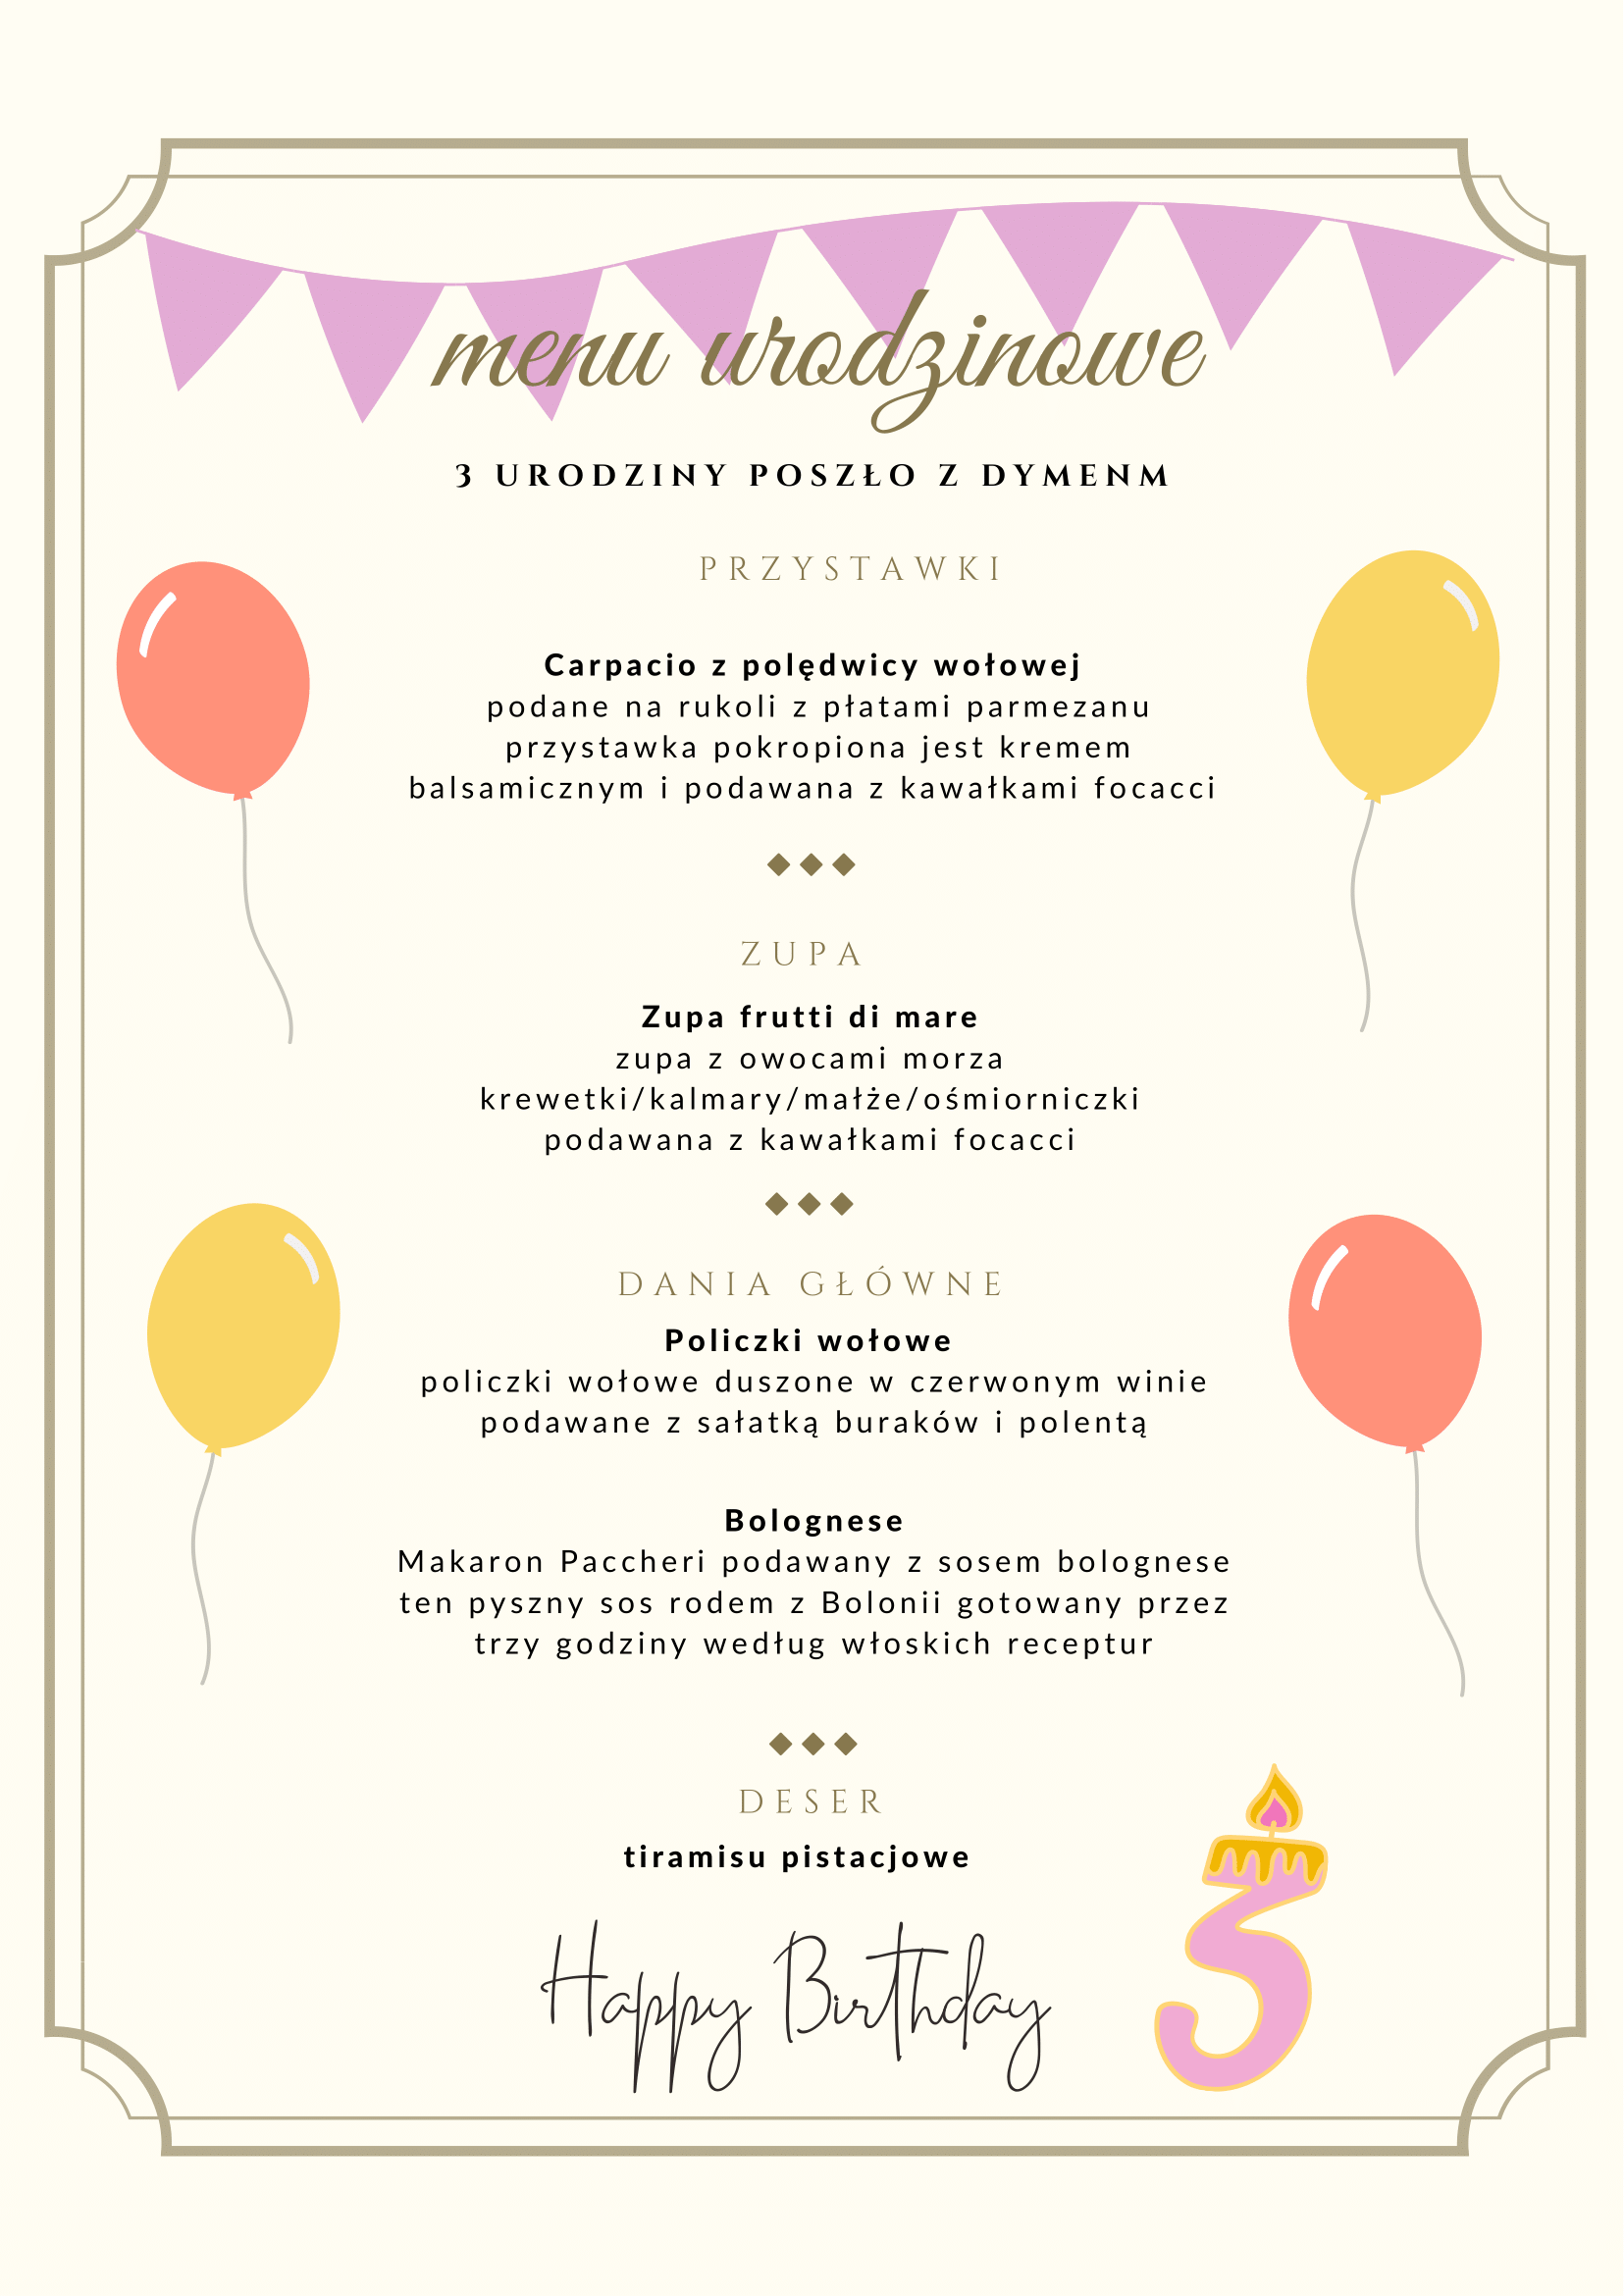 menu urodzinowe
3 URODZINY POSZŁO Z DYMENM
PRZYSTAWKI
Carpacio z polędwicy wołowej
podane na rukoli z płatami parmezanu
przystawka pokropiona jest kremem
balsamicznym i podawana z kawałkami focacci
ZUPA
Zupa frutti di mare
zupa z owocami morza
krewetki/kalmary/małże/ośmiorniczki
podawana z kawałkami focacci
DANIA GŁÓWNE
Policzki wołowe
policzki wołowe duszone w czerwonym winie
podawane z sałatką buraków i polentą
Bolognese
Makaron Paccheri podawany z sosem bolognese
ten pyszny sos rodem z Bolonii gotowany przez
trzy godziny według włoskich receptur
DESER
tiramisu pistacjowe
Happy Birthday
3